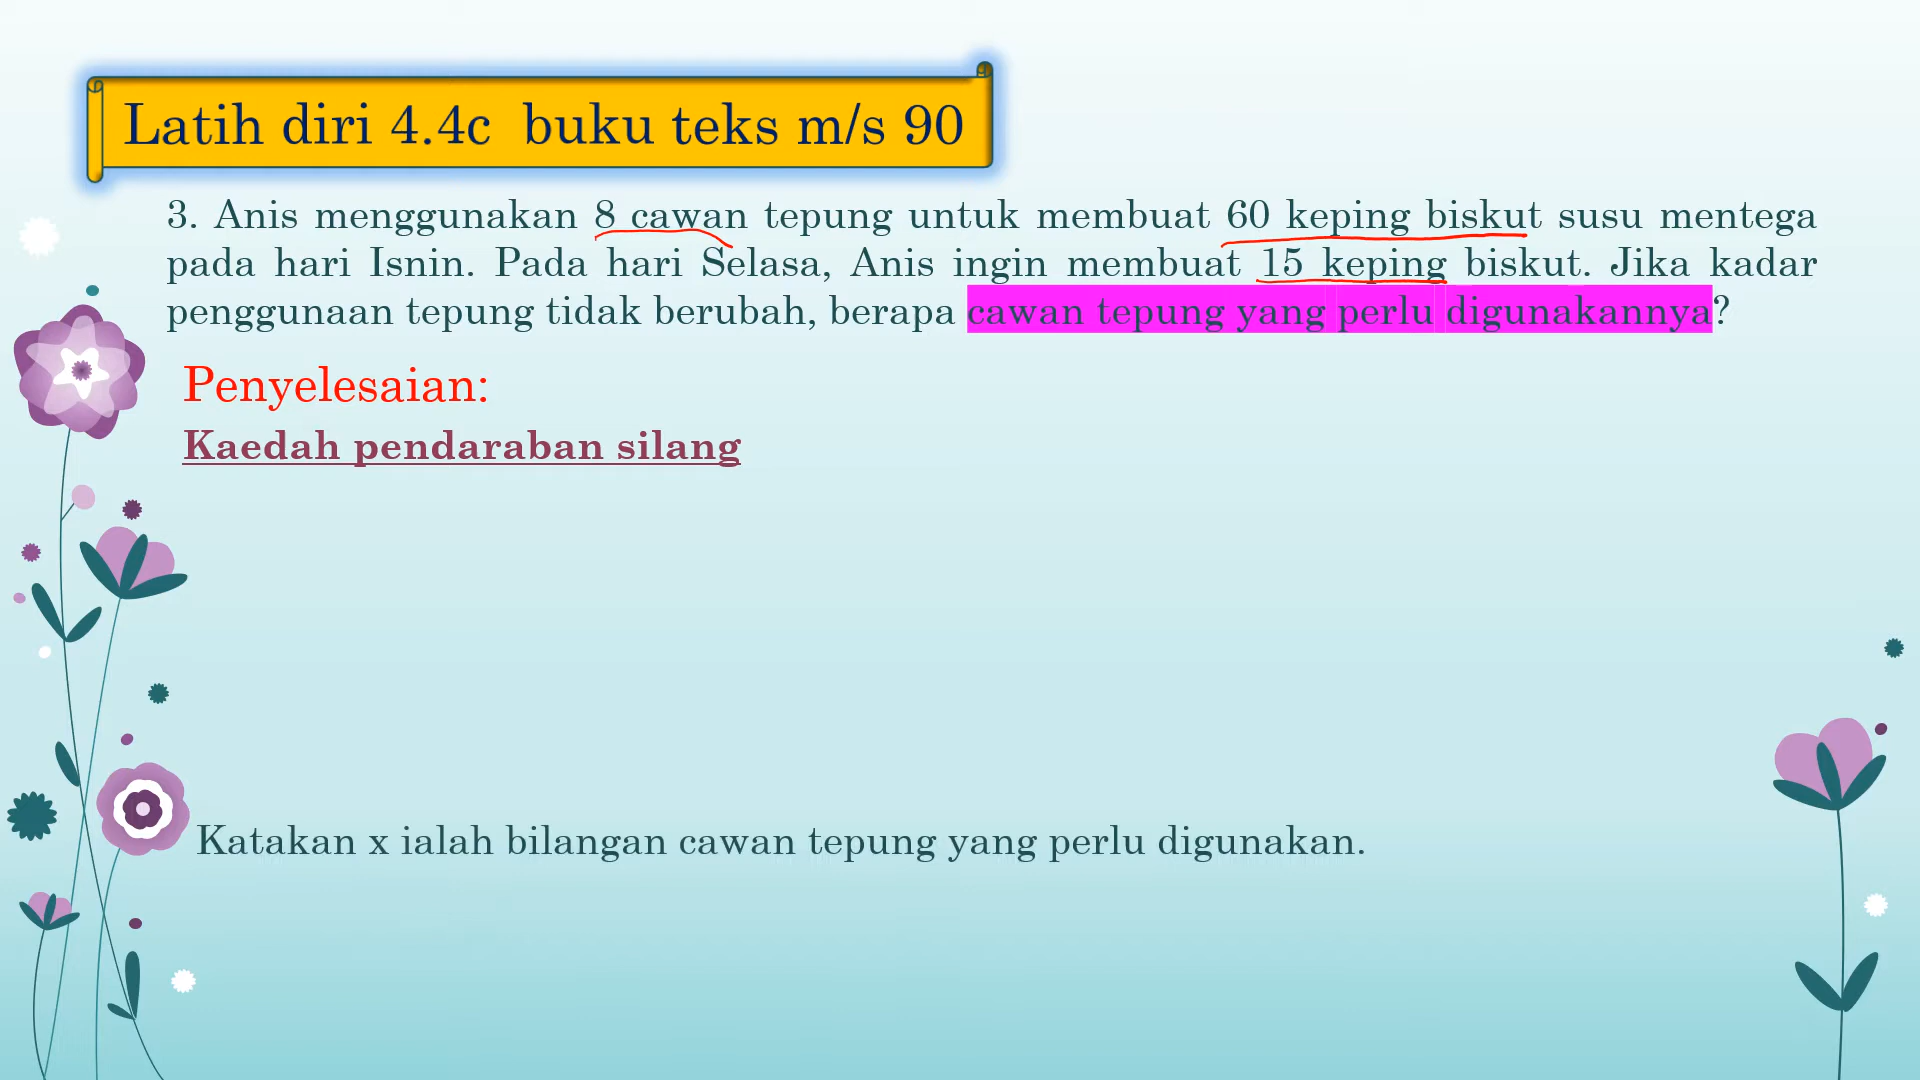 Latih diri 4.4c buku teks m/s 90
3. Anis menggunakan 8 cawan tepung untuk membuat 60 keping biskut susu mentega
pada hari Isnin. Pada hari Selasa, Anis ingin membuat 15 keping biskut. Jika kadar
penggunaan tepung tidak berubah, berapa cawan tepung yang perlu digunakannya?
Penyelesaian:
Kaedah pendaraban silang
Katakan x ialah bilangan cawan tepung yang perlu digunakan.